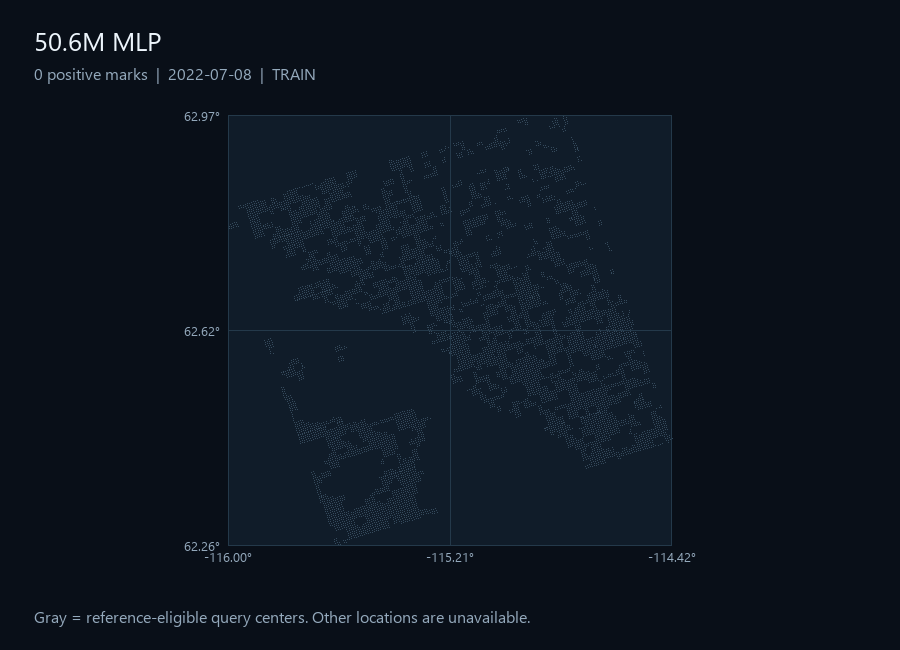 50.6M MLP
0 positive marks | 2022-07-08 | TRAIN
62.97°
62.62°
62.26°
-116.00° -115.21° -114.42°
Gray = reference-eligible query centers. Other locations are unavailable.